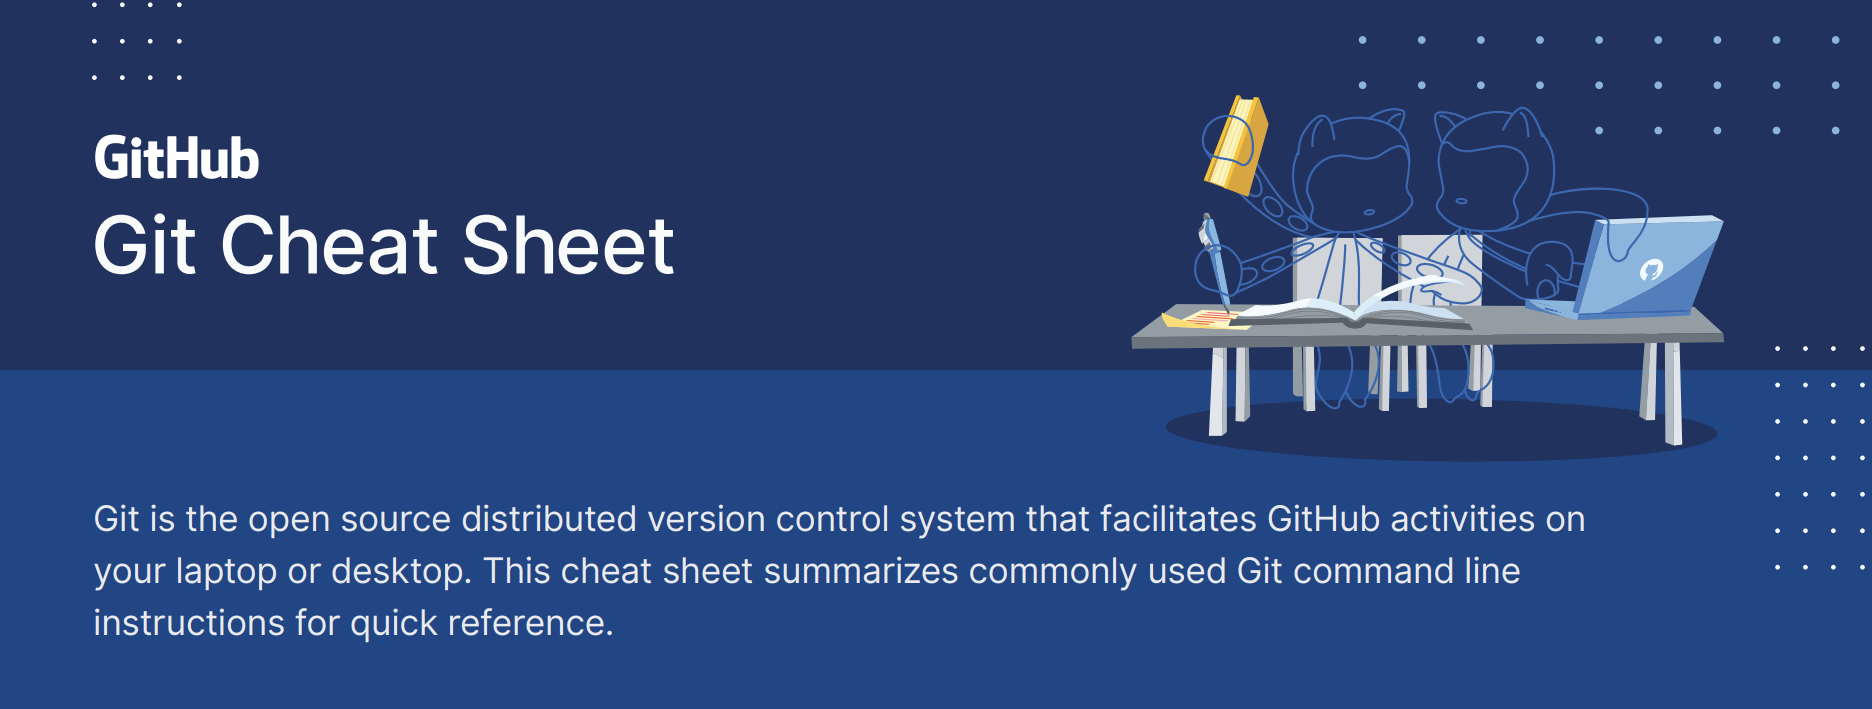 GitHub
Git Cheat Sheet
Git is the open source distributed version control system that facilitates GitHub activities on
your laptop or desktop. This cheat sheet summarizes commonly used Git command line
instructions for quick reference.